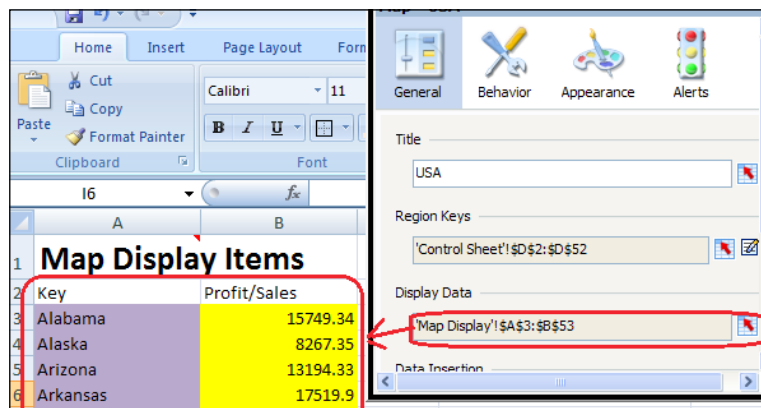 Home Insert Page Layout Form
Cut
Copy
Paste
Format Painter
Clipboard
Calibri 11
B I U
Font
I6 fx
A B
1 Map Display Items
2 Key Profit/Sales
3 Alabama 15749.34
4 Alaska 8267.35
5 Arizona 13194.33
6 Arkansas 17519.9
General Behavior Appearance Alerts
Title
USA
Region Keys
'Control Sheet'!$D$2:$D$52
Display Data
'Map Display'!$A$3:$B$53
Data Insertion